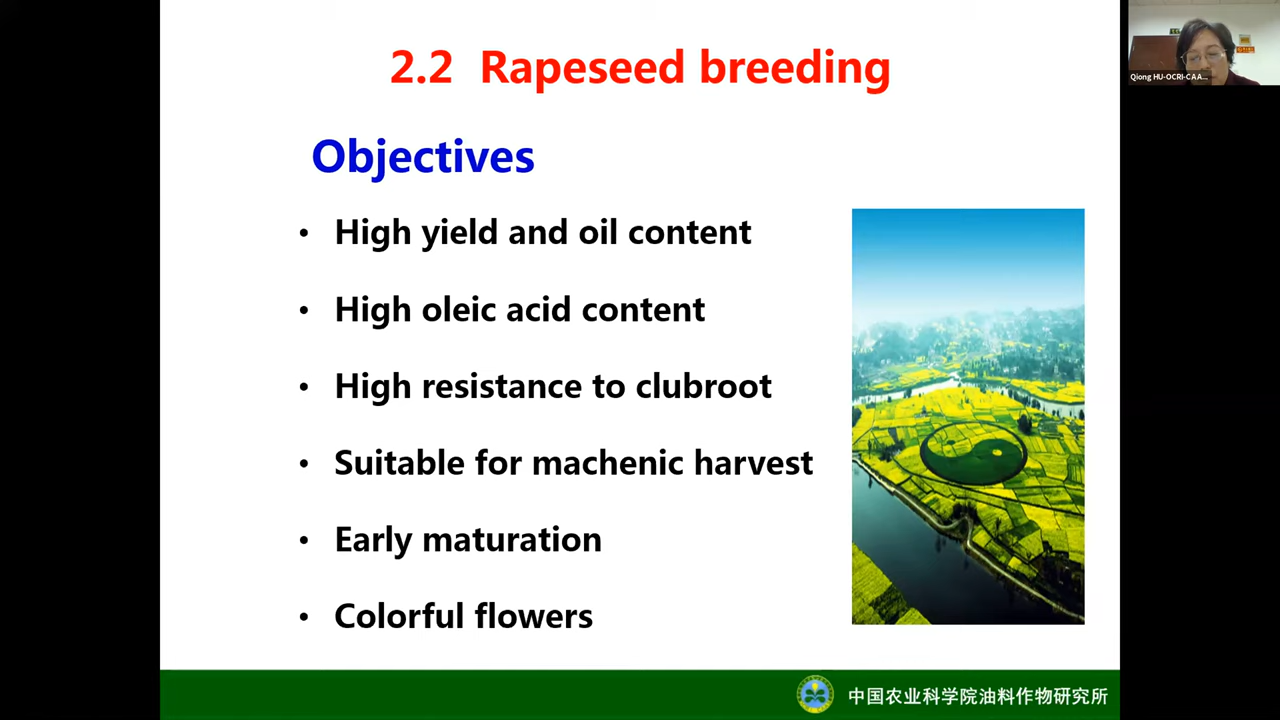 2.2 Rapeseed breeding
Qiong HU-OCRI-CAA...
Objectives
• High yield and oil content
• High oleic acid content
• High resistance to clubroot
• Suitable for machenic harvest
• Early maturation
• Colorful flowers
中国农业科学院油料作物研究所